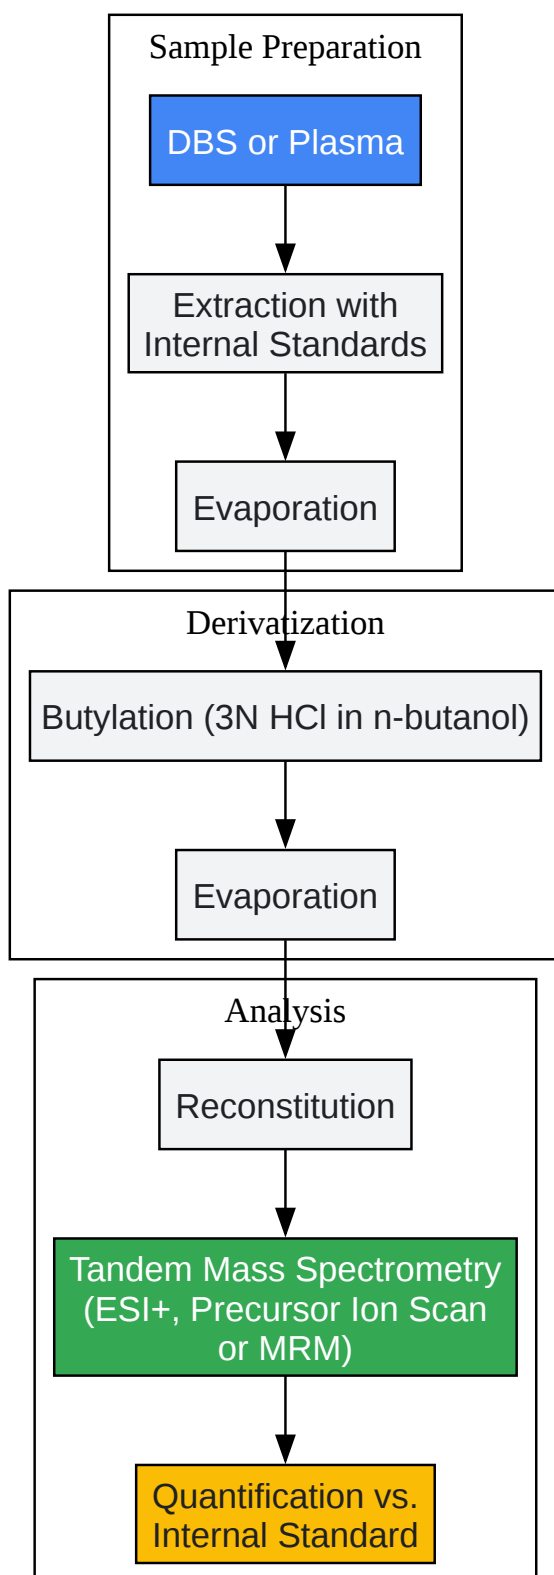 Sample Preparation
DBS or Plasma
Extraction with
Internal Standards
Evaporation
Derivatization
Butylation (3N HCl in n-butanol)
Evaporation
Analysis
Reconstitution
Tandem Mass Spectrometry
(ESI+, Precursor Ion Scan
or MRM)
Quantification vs.
Internal Standard